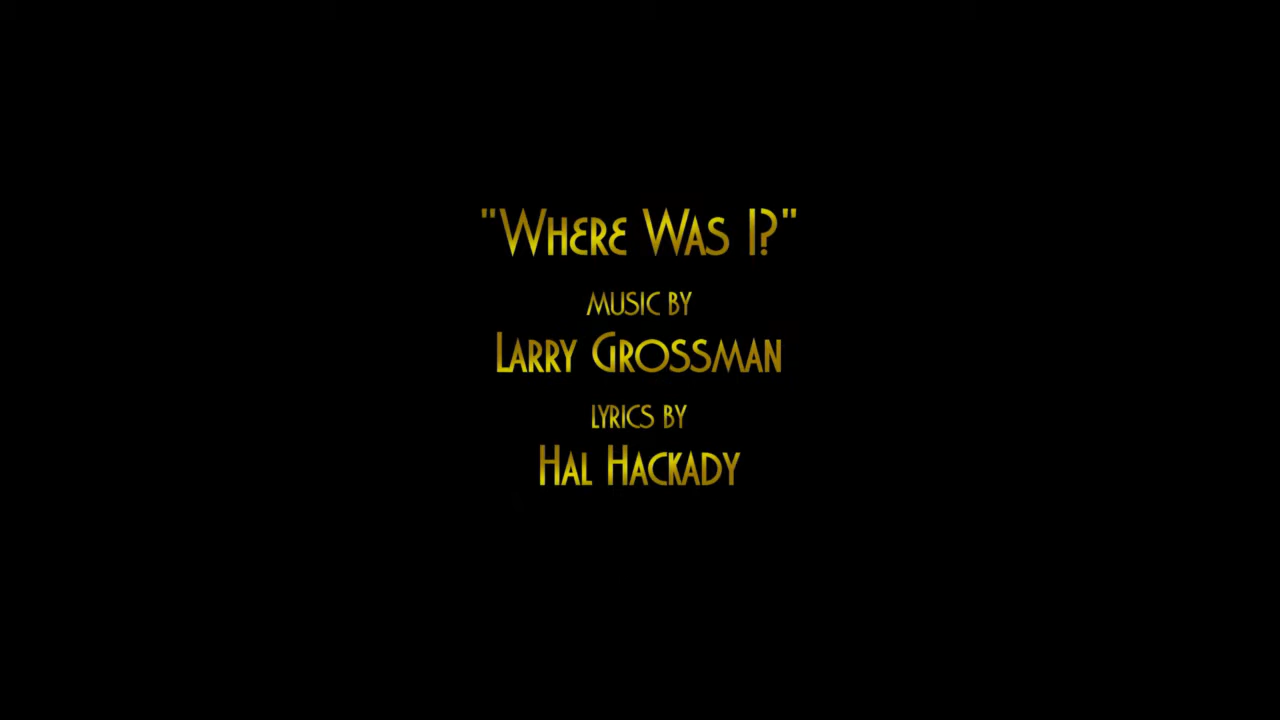 "Where Was I?"
music by
Larry Grossman
lyrics by
Hal Hackady